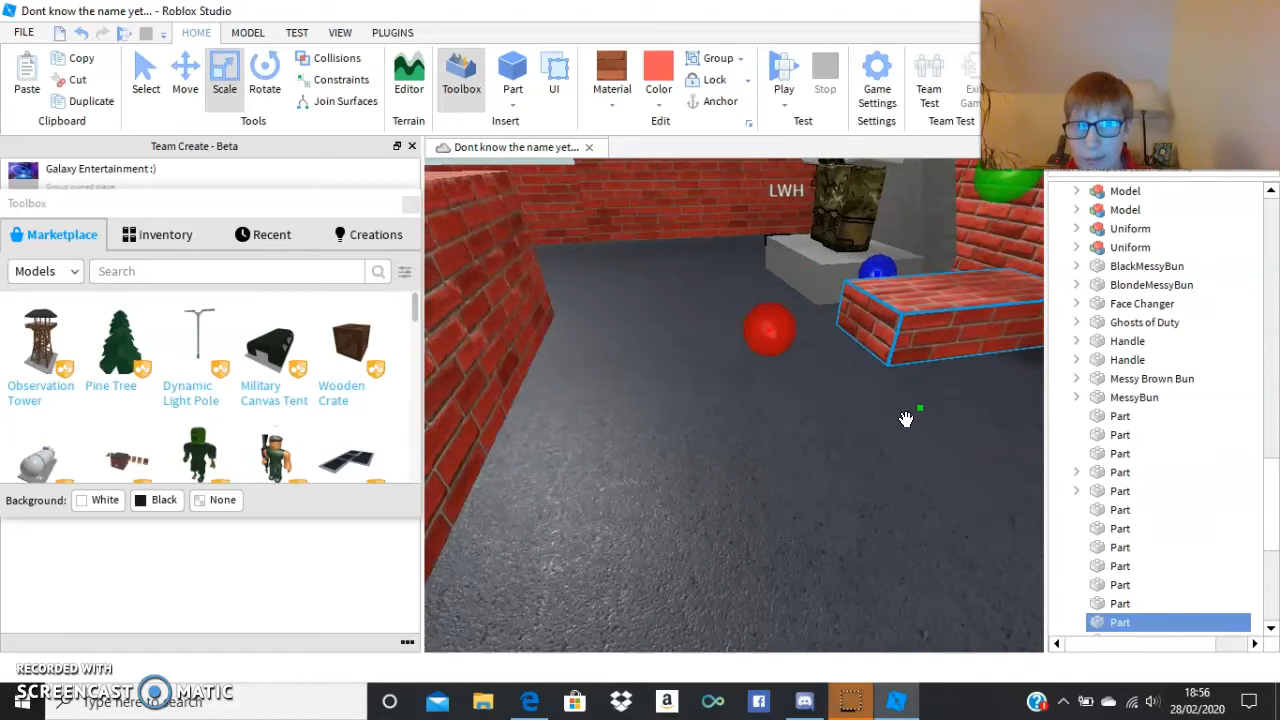 Dont know the name yet... - Roblox Studio
FILE HOME MODEL TEST VIEW PLUGINS
Copy Collisions Group
Cut Constraints Lock
Paste Duplicate Select Move Scale Rotate Join Surfaces Editor Toolbox Part UI Material Color Anchor Play Stop Game Settings Team Test
Clipboard Tools Terrain Insert Edit Test Settings Team Test
Team Create - Beta
Dont know the name yet...
Galaxy Entertainment :)
Toolbox
Marketplace Inventory Recent Creations
Models Search
Observation Tower
Pine Tree
Dynamic Light Pole
Military Canvas Tent
Wooden Crate
Background: White Black None
LWH
Model
Model
Uniform
Uniform
BlackMessyBun
BlondeMessyBun
Face Changer
Ghosts of Duty
Handle
Handle
Messy Brown Bun
MessyBun
Part
Part
Part
Part
Part
Part
Part
Part
Part
Part
Part
Part
RECORDED WITH
SCREENCAST MATIC
Type here to search
18:56
28/02/2020